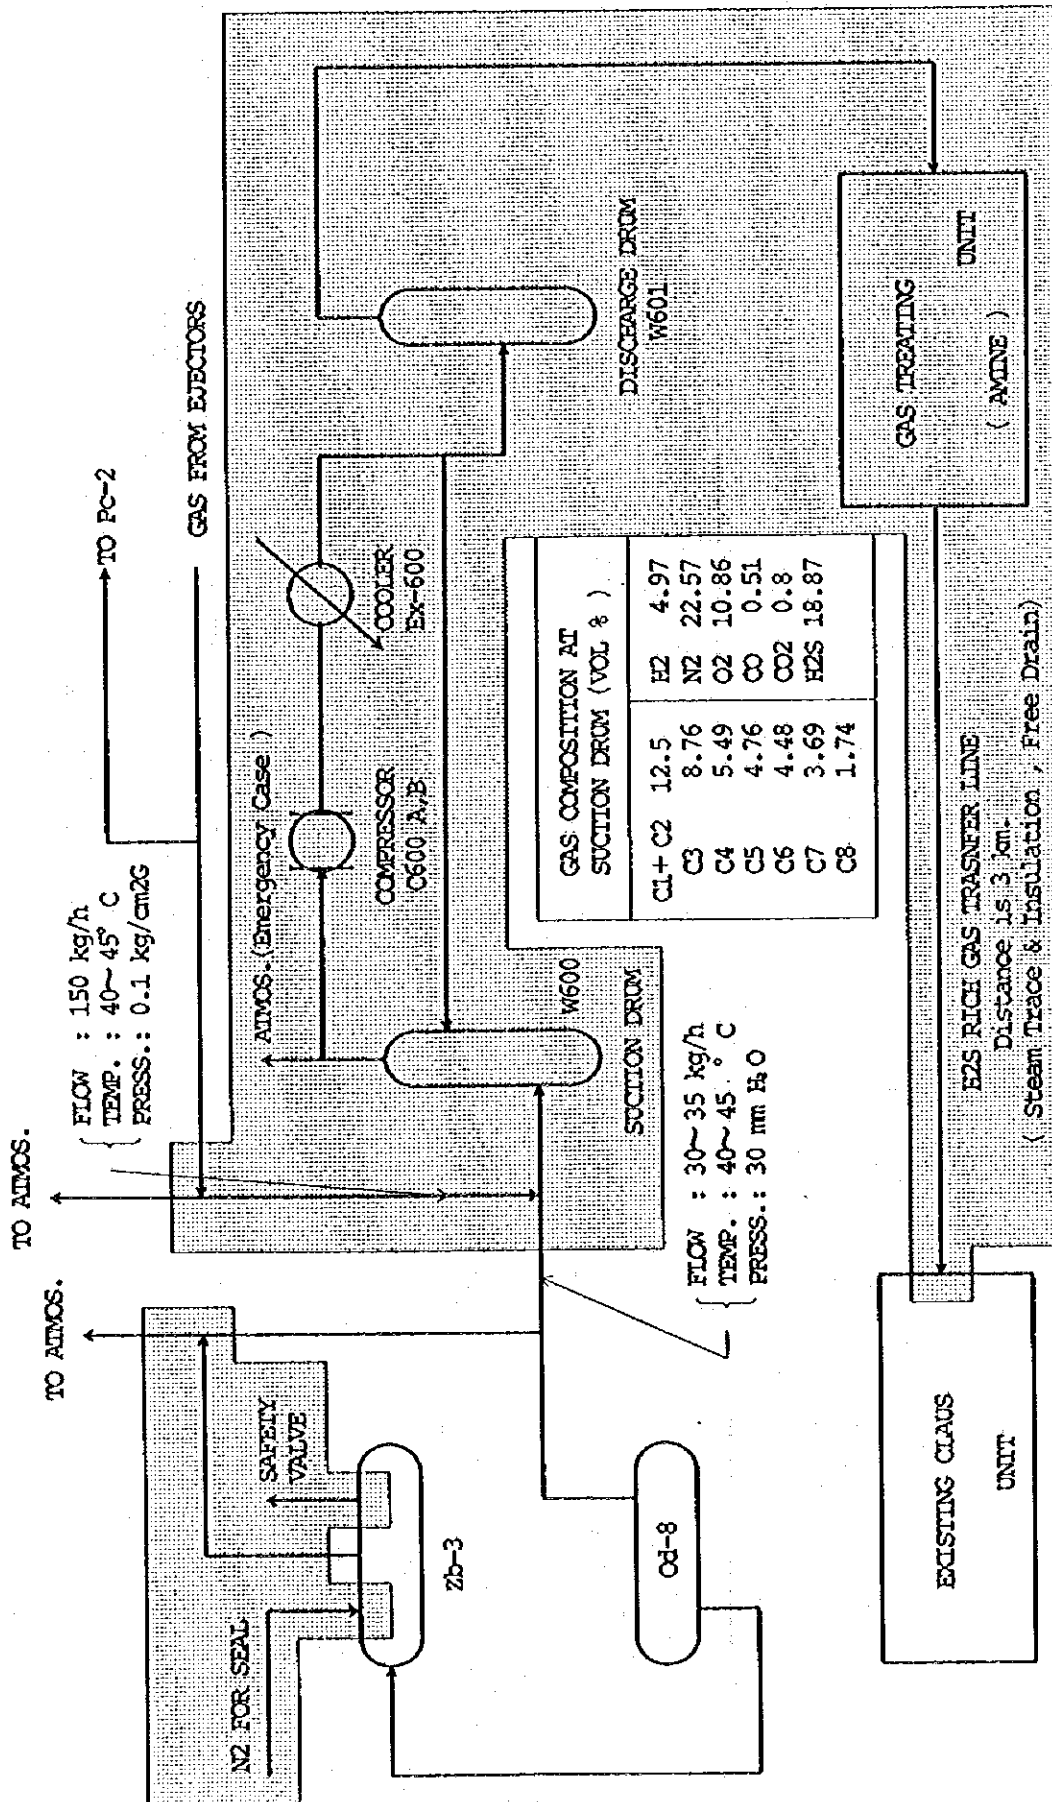 TO ATMOS.
TO ATMOS.
FLOW : 150 kg/h
TEMP. : 40~45° C
PRESS.: 0.1 kg/cm2G
TO Pc-2
GAS FROM EJECTORS
ATMOS.(Emergency Case )
COMPRESSOR
C600 A,B
COOLER
Ex-600
DISCHARGE DRUM
W601
SUCTION DRUM
W600
N2 FOR SEAL
SAFETY
VALVE
Zb-3
Od-8
FLOW : 30~35 kg/h
TEMP. : 40~45 ° C
PRESS.: 30 mm H2O
GAS COMPOSITION AT
SUCTION DRUM (VOL % )
C1+ C2 12.5 H2 4.97
C3 8.76 N2 22.57
C4 5.49 O2 10.86
C5 4.76 CO 0.51
C6 4.48 CO2 0.8
C7 3.69 H2S 18.87
C8 1.74
GAS TREATING
UNIT
( AMINE )
EXISTING CLAUS
UNIT
H2S RICH GAS TRASNFER LINE
Distance is 3 km.
( Steam Trace & Insulation , Free Drain)